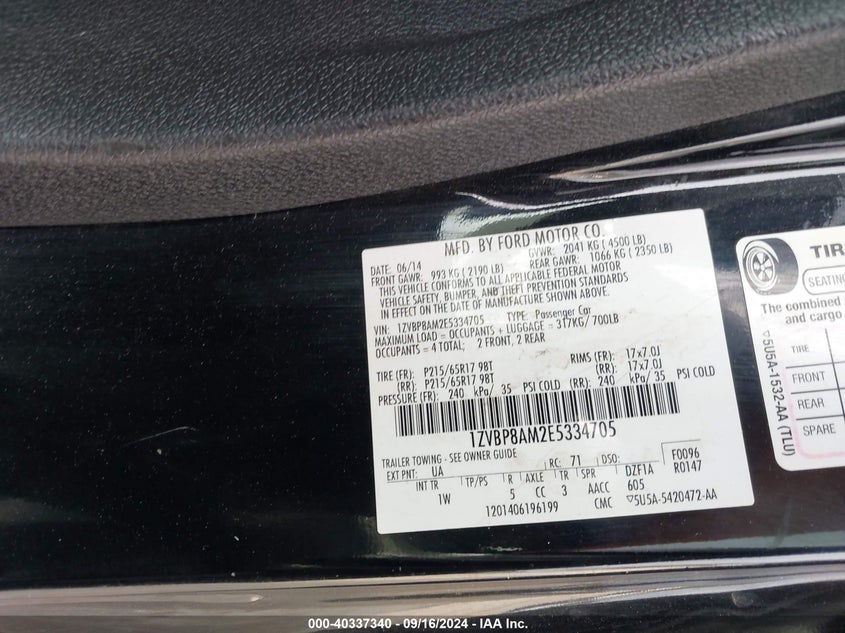 MFD. BY FORD MOTOR CO.
DATE: 06/14 GVWR: 2041 KG ( 4500 LB)
FRONT GAWR: 993 KG ( 2190 LB) REAR GAWR: 1066 KG ( 2350 LB)
THIS VEHICLE CONFORMS TO ALL APPLICABLE FEDERAL MOTOR
VEHICLE SAFETY, BUMPER, AND THEFT PREVENTION STANDARDS
IN EFFECT ON THE DATE OF MANUFACTURE SHOWN ABOVE.
VIN: 1ZVBP8AM2E5334705 TYPE: Passenger Car
MAXIMUM LOAD = OCCUPANTS + LUGGAGE = 317KG/700LB
OCCUPANTS = 4 TOTAL; 2 FRONT, 2 REAR
TIRE (FR): P215/65R17 98T RIMS (FR): 17x7.0J
(RR): P215/65R17 98T (RR): 17x7.0J
PRESSURE (FR): 240 kPa/ 35 PSI COLD (RR): 240 kPa/ 35 PSI COLD
1ZVBP8AM2E5334705
TRAILER TOWING - SEE OWNER GUIDE
F0096
EXT PNT: UA RC: 71 DSO: R0147
INT TR TP/PS R AXLE TR SPR DZF1A
1W 5 CC 3 AACC 605
1201406196199 CMC ▽5U5A-5420472-AA
TIR
SEATING
The combined
and cargo
TIRE
FRONT
REAR
SPARE
▽5U5A-1532-AA (TLU)
000-40337340 - 09/16/2024 - IAA Inc.